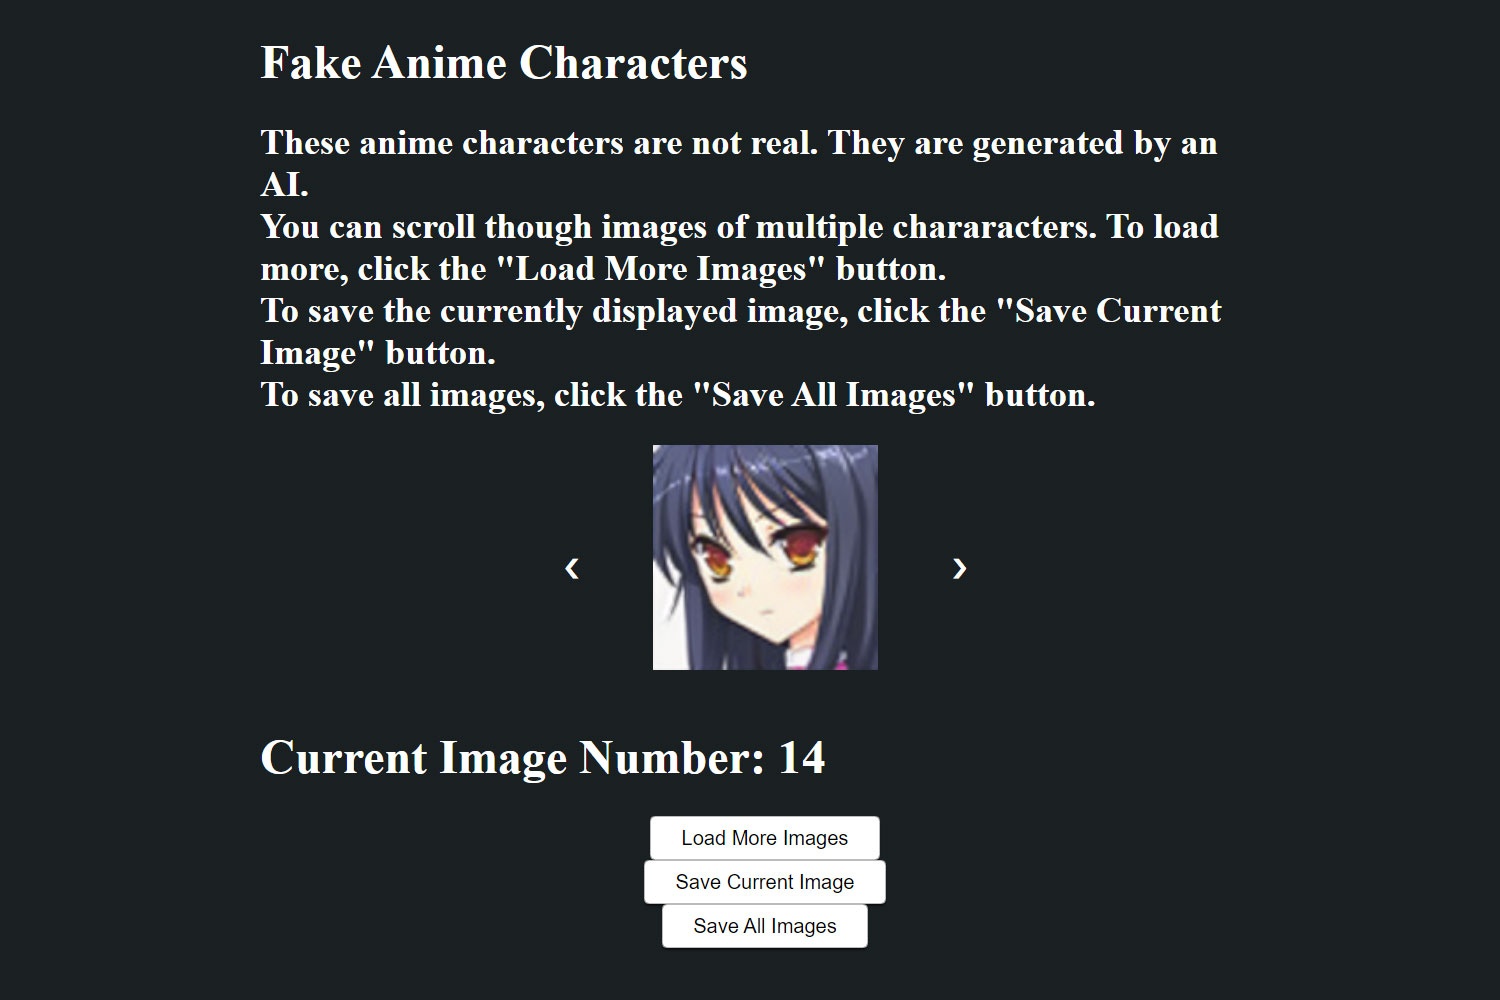 Fake Anime Characters
These anime characters are not real. They are generated by an
AI.
You can scroll though images of multiple chararacters. To load
more, click the "Load More Images" button.
To save the currently displayed image, click the "Save Current
Image" button.
To save all images, click the "Save All Images" button.
❮ ❯
Current Image Number: 14
Load More Images
Save Current Image
Save All Images